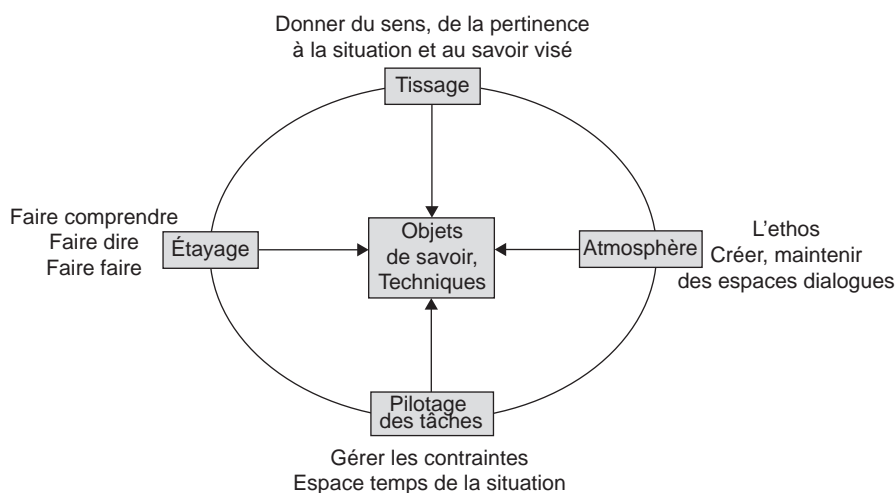 Donner du sens, de la pertinence
à la situation et au savoir visé
Tissage
Faire comprendre
Faire dire
Faire faire
Étayage
Objets
de savoir,
Techniques
Atmosphère
L'ethos
Créer, maintenir
des espaces dialogues
Pilotage
des tâches
Gérer les contraintes
Espace temps de la situation